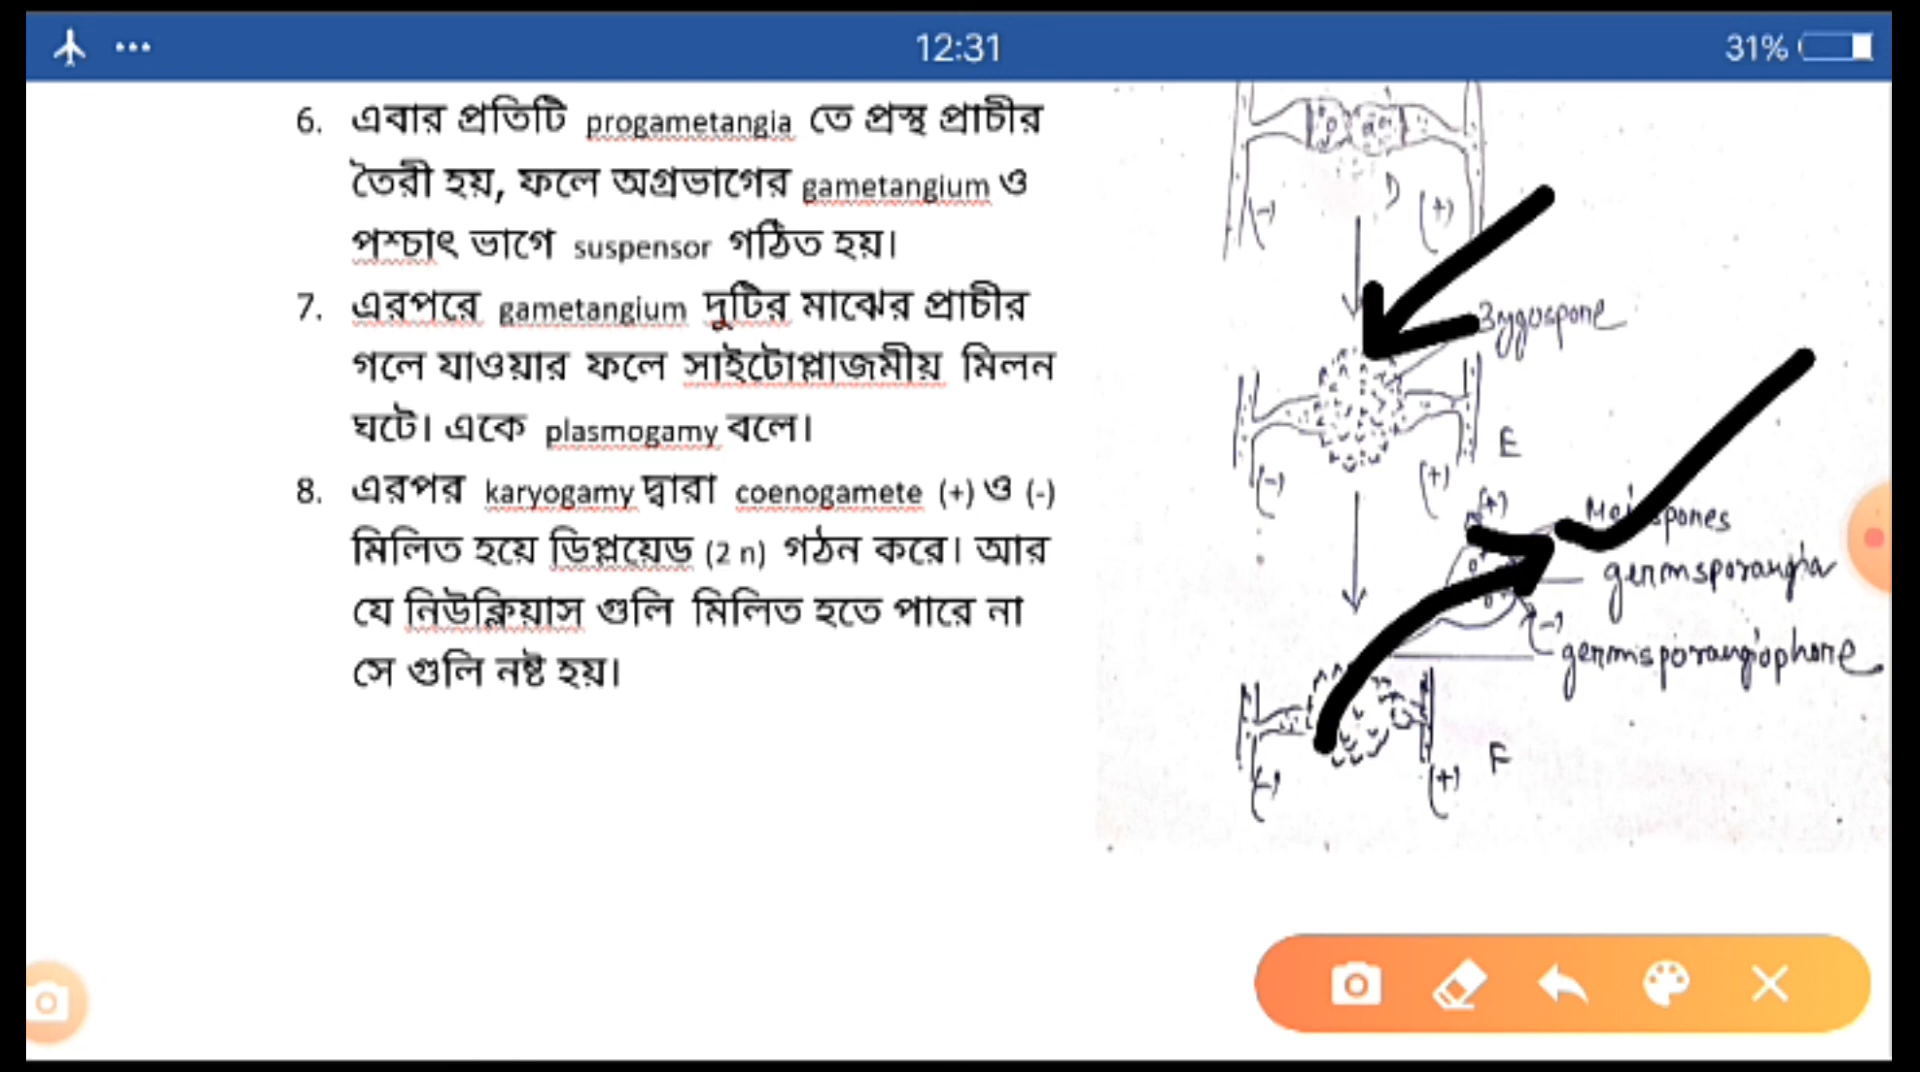 12:31
31%
6. এবার প্রতিটি progametangia তে প্রস্থ প্রাচীর
তৈরী হয়, ফলে অগ্রভাগের gametangium ও
পশ্চাৎ ভাগে suspensor গঠিত হয়।
7. এরপরে gametangium দুটির মাঝের প্রাচীর
গলে যাওয়ার ফলে সাইটোপ্লাজমীয় মিলন
ঘটে। একে plasmogamy বলে।
8. এরপর karyogamy দ্বারা coenogamete (+) ও (-)
মিলিত হয়ে ডিপ্লয়েড (2 n) গঠন করে। আর
যে নিউক্লিয়াস গুলি মিলিত হতে পারে না
সে গুলি নষ্ট হয়।
D
(-) (+)
Zygospore
E
(-) (+)
(+)
germsporangia
(-)
germsporangiophore
F
(-) (+)